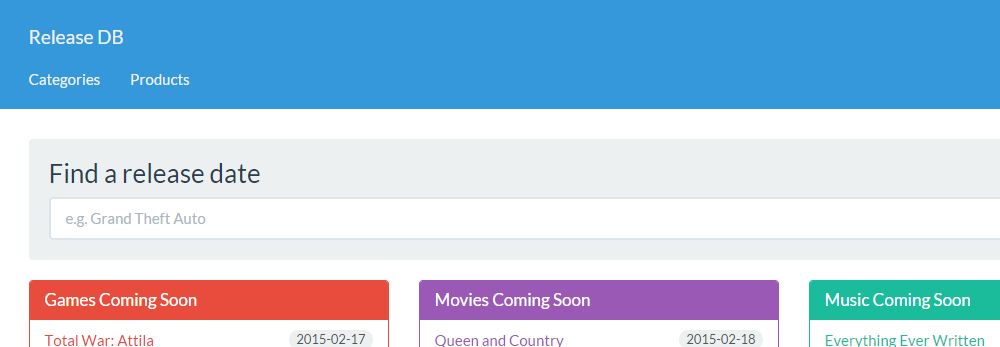 Release DB
Categories Products
Find a release date
e.g. Grand Theft Auto
Games Coming Soon Movies Coming Soon Music Coming Soon
Total War: Attila 2015-02-17 Queen and Country 2015-02-18 Everything Ever Written